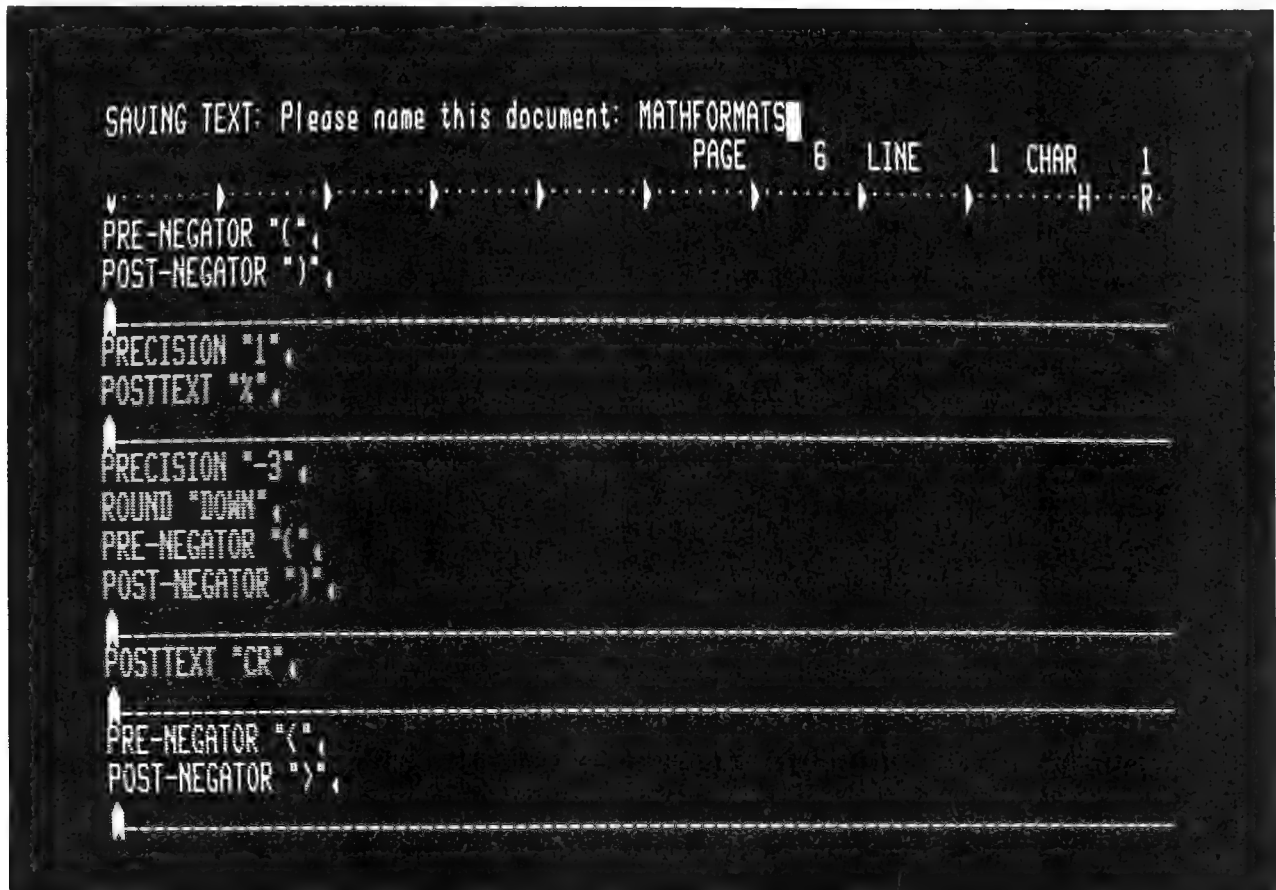 SAVING TEXT: Please name this document: MATHFORMATS
PAGE 6 LINE 1 CHAR 1
H R
PRE-NEGATOR "("
POST-NEGATOR ")"
PRECISION "1"
POSTTEXT "%"
PRECISION "-3"
ROUND "DOWN"
PRE-NEGATOR "("
POST-NEGATOR ")"
POSTTEXT "CR"
PRE-NEGATOR "<"
POST-NEGATOR ">"